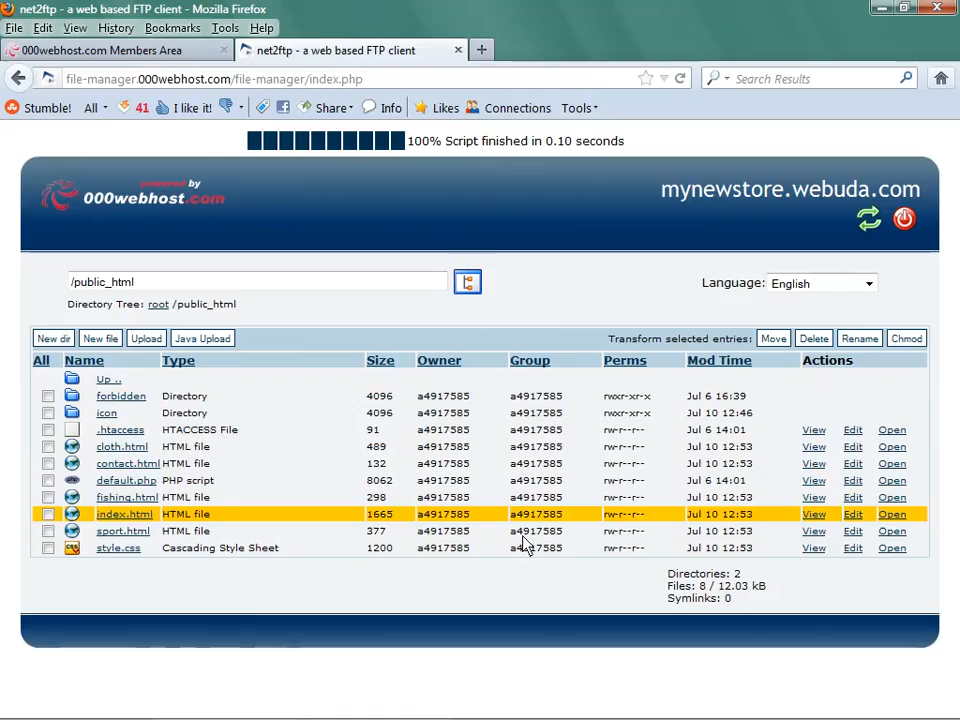 net2ftp - a web based FTP client - Mozilla Firefox
File Edit View History Bookmarks Tools Help
000webhost.com Members Area net2ftp - a web based FTP client
file-manager.000webhost.com/file-manager/index.php Search Results
Stumble! All 41 I like it! Share Info Likes Connections Tools
100% Script finished in 0.10 seconds
powered by
000webhost.com
mynewstore.webuda.com
/public_html
Language: English
Directory Tree: root /public_html
New dir New file Upload Java Upload Transform selected entries: Move Delete Rename Chmod
All Name Type Size Owner Group Perms Mod Time Actions
Up ..
forbidden Directory 4096 a4917585 a4917585 rwxr-xr-x Jul 6 16:39
icon Directory 4096 a4917585 a4917585 rwxr-xr-x Jul 10 12:46
.htaccess HTACCESS File 91 a4917585 a4917585 rw-r--r-- Jul 6 14:01 View Edit Open
cloth.html HTML file 489 a4917585 a4917585 rw-r--r-- Jul 10 12:53 View Edit Open
contact.html HTML file 132 a4917585 a4917585 rw-r--r-- Jul 10 12:53 View Edit Open
default.php PHP script 8062 a4917585 a4917585 rw-r--r-- Jul 6 14:01 View Edit Open
fishing.html HTML file 298 a4917585 a4917585 rw-r--r-- Jul 10 12:53 View Edit Open
index.html HTML file 1665 a4917585 a4917585 rw-r--r-- Jul 10 12:53 View Edit Open
sport.html HTML file 377 a4917585 a4917585 rw-r--r-- Jul 10 12:53 View Edit Open
style.css Cascading Style Sheet 1200 a4917585 a4917585 rw-r--r-- Jul 10 12:53 View Edit Open
Directories: 2
Files: 8 / 12.03 kB
Symlinks: 0